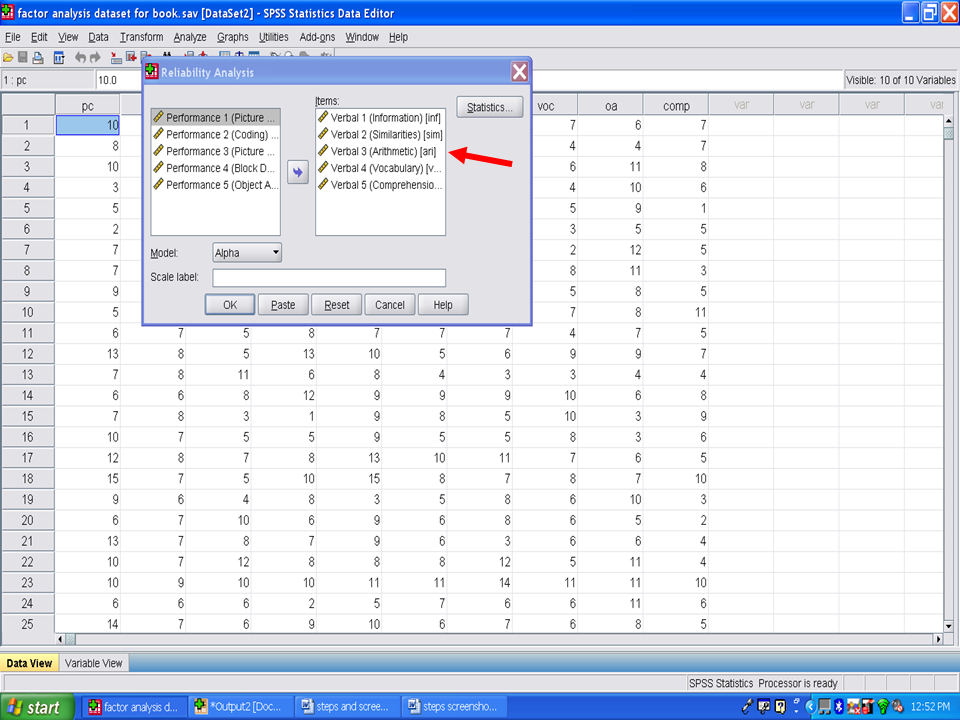 factor analysis dataset for book.sav [DataSet2] - SPSS Statistics Data Editor
File Edit View Data Transform Analyze Graphs Utilities Add-ons Window Help
1 : pc 10.0 Visible: 10 of 10 Variables
Reliability Analysis
Items:
Statistics...
Performance 1 (Picture ...
Performance 2 (Coding) ...
Performance 3 (Picture ...
Performance 4 (Block D...
Performance 5 (Object A...
Verbal 1 (Information) [inf]
Verbal 2 (Similarities) [sim]
Verbal 3 (Arithmetic) [ari]
Verbal 4 (Vocabulary) [v...
Verbal 5 (Comprehensio...
Model: Alpha
Scale label:
OK Paste Reset Cancel Help
pc voc oa comp var var var var
1 10 7 6 7
2 8 4 4 7
3 10 6 11 8
4 3 4 10 6
5 5 5 9 1
6 2 3 5 5
7 7 2 12 5
8 7 8 11 3
9 9 5 8 5
10 5 7 8 11
11 6 7 5 8 7 7 7 4 7 5
12 13 8 5 13 10 5 6 9 9 7
13 7 8 11 6 8 4 3 3 4 4
14 6 6 8 12 9 9 9 10 6 8
15 7 8 3 1 9 8 5 10 3 9
16 10 7 5 5 9 5 5 8 3 6
17 12 8 7 8 13 10 11 7 6 5
18 15 7 5 10 15 8 7 8 7 10
19 9 6 4 8 3 5 8 6 10 3
20 6 7 10 6 9 6 8 6 5 2
21 13 7 8 7 9 6 3 6 6 4
22 10 7 12 8 8 8 12 5 11 4
23 10 9 10 10 11 11 14 11 11 10
24 6 6 6 2 5 7 6 6 11 6
25 14 7 6 9 10 6 7 6 8 5
Data View Variable View
SPSS Statistics Processor is ready
start factor analysis d... *Output2 [Doc... steps and scree... steps screensho... 12:52 PM